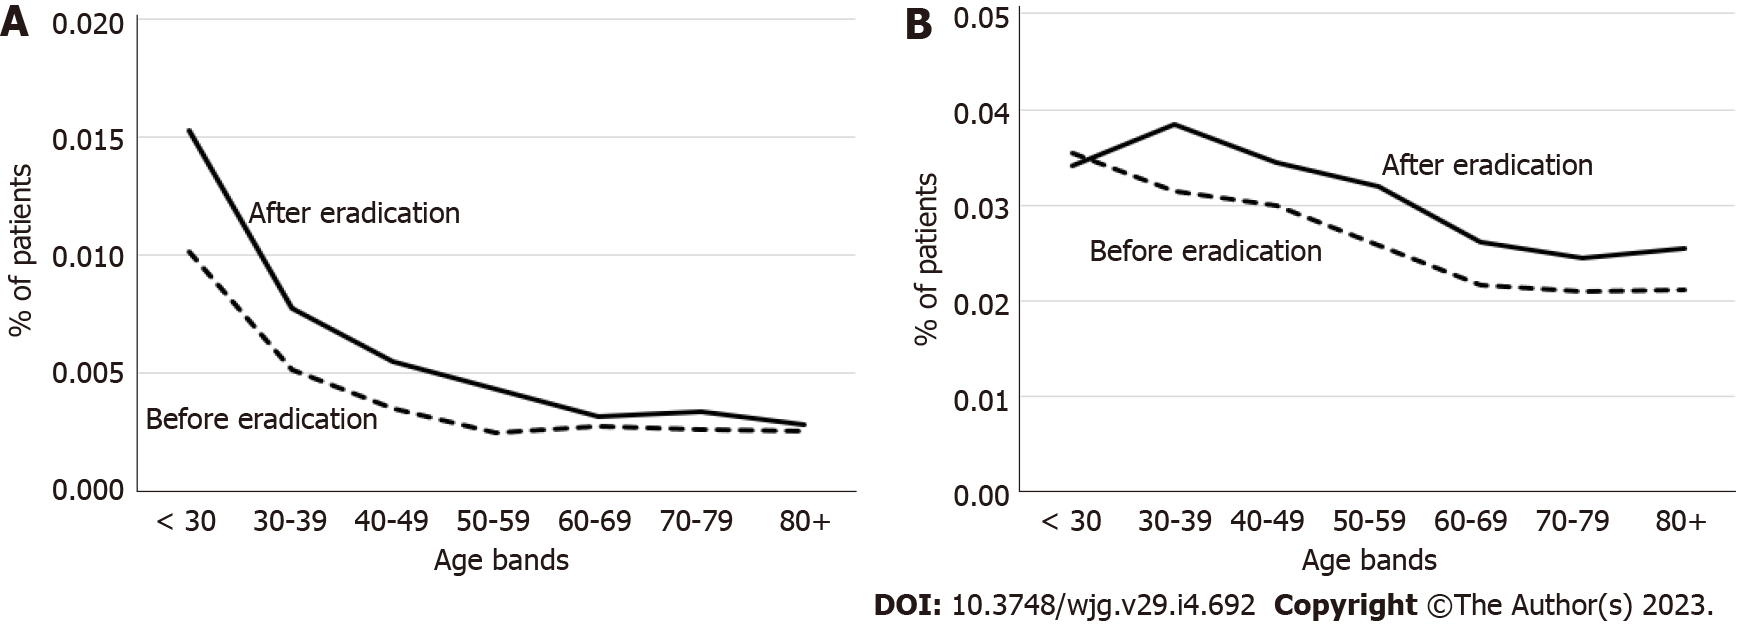 A
0.020
0.015
0.010
0.005
0.000
% of patients
After eradication
Before eradication
< 30 30-39 40-49 50-59 60-69 70-79 80+
Age bands
B
0.05
0.04
0.03
0.02
0.01
0.00
% of patients
After eradication
Before eradication
< 30 30-39 40-49 50-59 60-69 70-79 80+
Age bands
DOI: 10.3748/wjg.v29.i4.692 Copyright ©The Author(s) 2023.